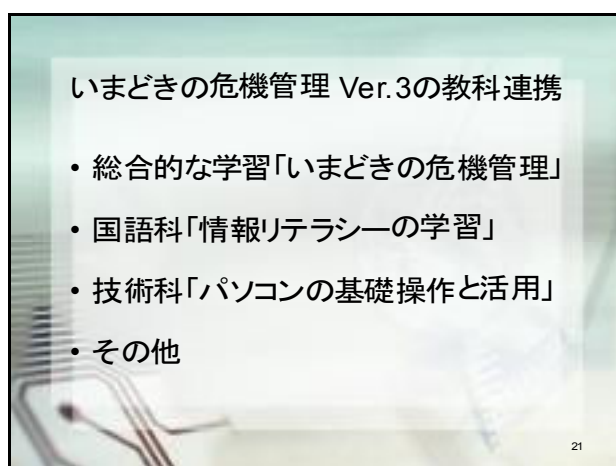 いまどきの危機管理 Ver.3の教科連携
• 総合的な学習「いまどきの危機管理」
• 国語科「情報リテラシーの学習」
• 技術科「パソコンの基礎操作と活用」
• その他
21